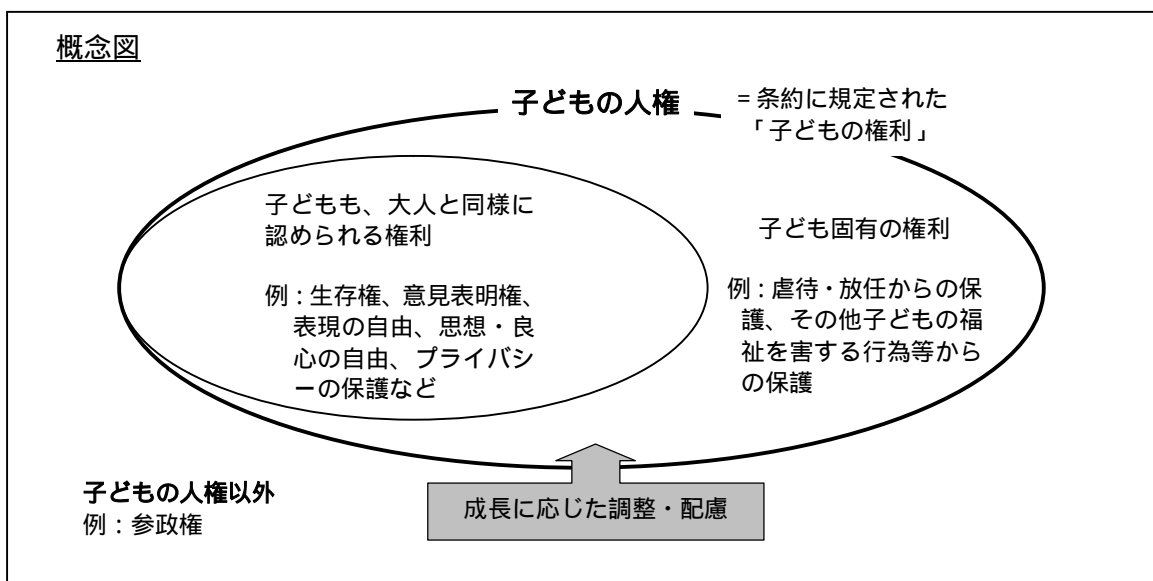 概念図
子どもの人権
= 条約に規定された
「子どもの権利」
子どもも、大人と同様に
認められる権利
例：生存権、意見表明権、
表現の自由、思想・良
心の自由、プライバシ
ーの保護など
子ども固有の権利
例：虐待・放任からの保
護、その他子どもの福
祉を害する行為等から
の保護
子どもの人権以外
例：参政権
成長に応じた調整・配慮